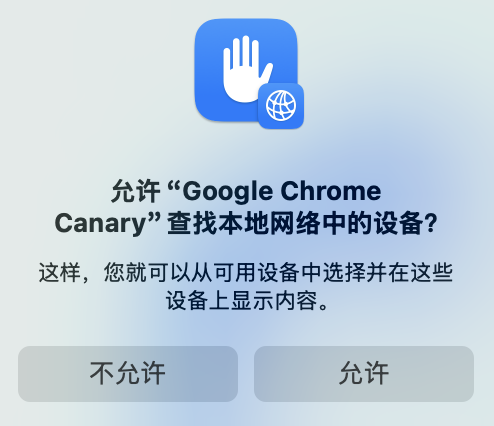 允许“Google Chrome
Canary”查找本地网络中的设备？
这样，您就可以从可用设备中选择并在这些
设备上显示内容。
不允许
允许